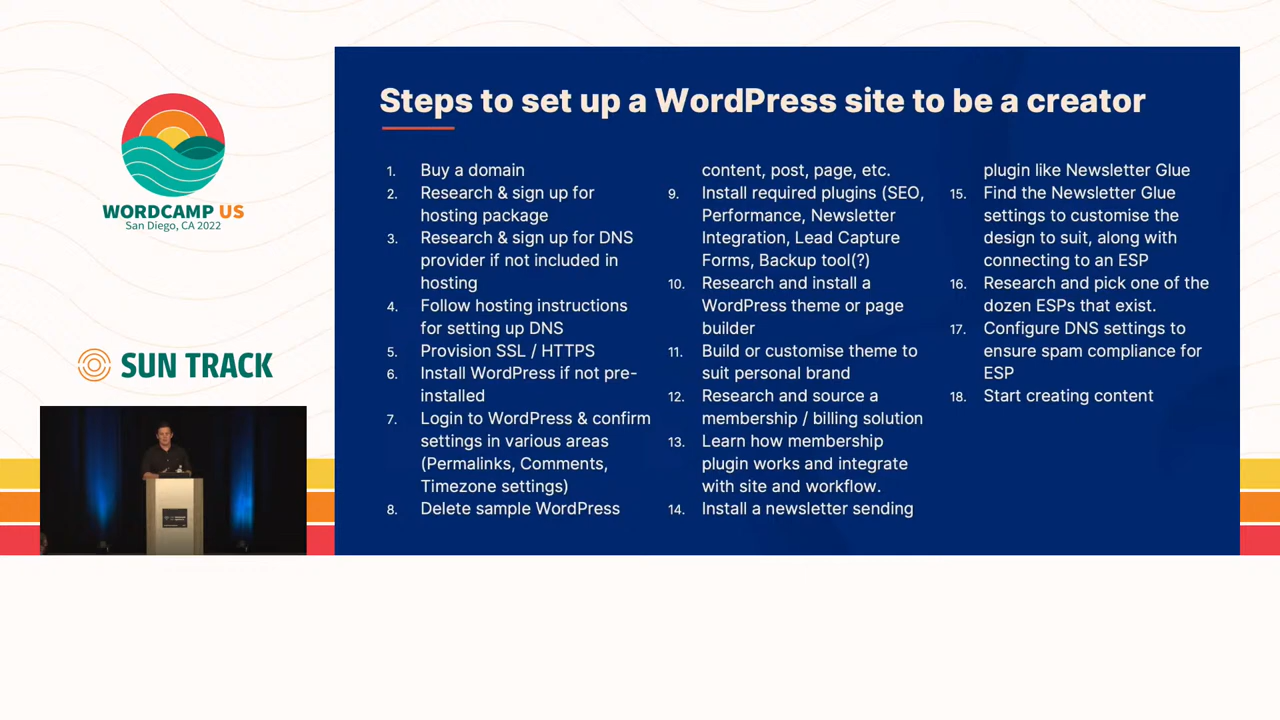 WORDCAMP US
San Diego, CA 2022
SUN TRACK
Steps to set up a WordPress site to be a creator
1. Buy a domain
2. Research & sign up for
hosting package
3. Research & sign up for DNS
provider if not included in
hosting
4. Follow hosting instructions
for setting up DNS
5. Provision SSL / HTTPS
6. Install WordPress if not pre-
installed
7. Login to WordPress & confirm
settings in various areas
(Permalinks, Comments,
Timezone settings)
8. Delete sample WordPress
content, post, page, etc.
9. Install required plugins (SEO,
Performance, Newsletter
Integration, Lead Capture
Forms, Backup tool(?)
10. Research and install a
WordPress theme or page
builder
11. Build or customise theme to
suit personal brand
12. Research and source a
membership / billing solution
13. Learn how membership
plugin works and integrate
with site and workflow.
14. Install a newsletter sending
plugin like Newsletter Glue
15. Find the Newsletter Glue
settings to customise the
design to suit, along with
connecting to an ESP
16. Research and pick one of the
dozen ESPs that exist.
17. Configure DNS settings to
ensure spam compliance for
ESP
18. Start creating content